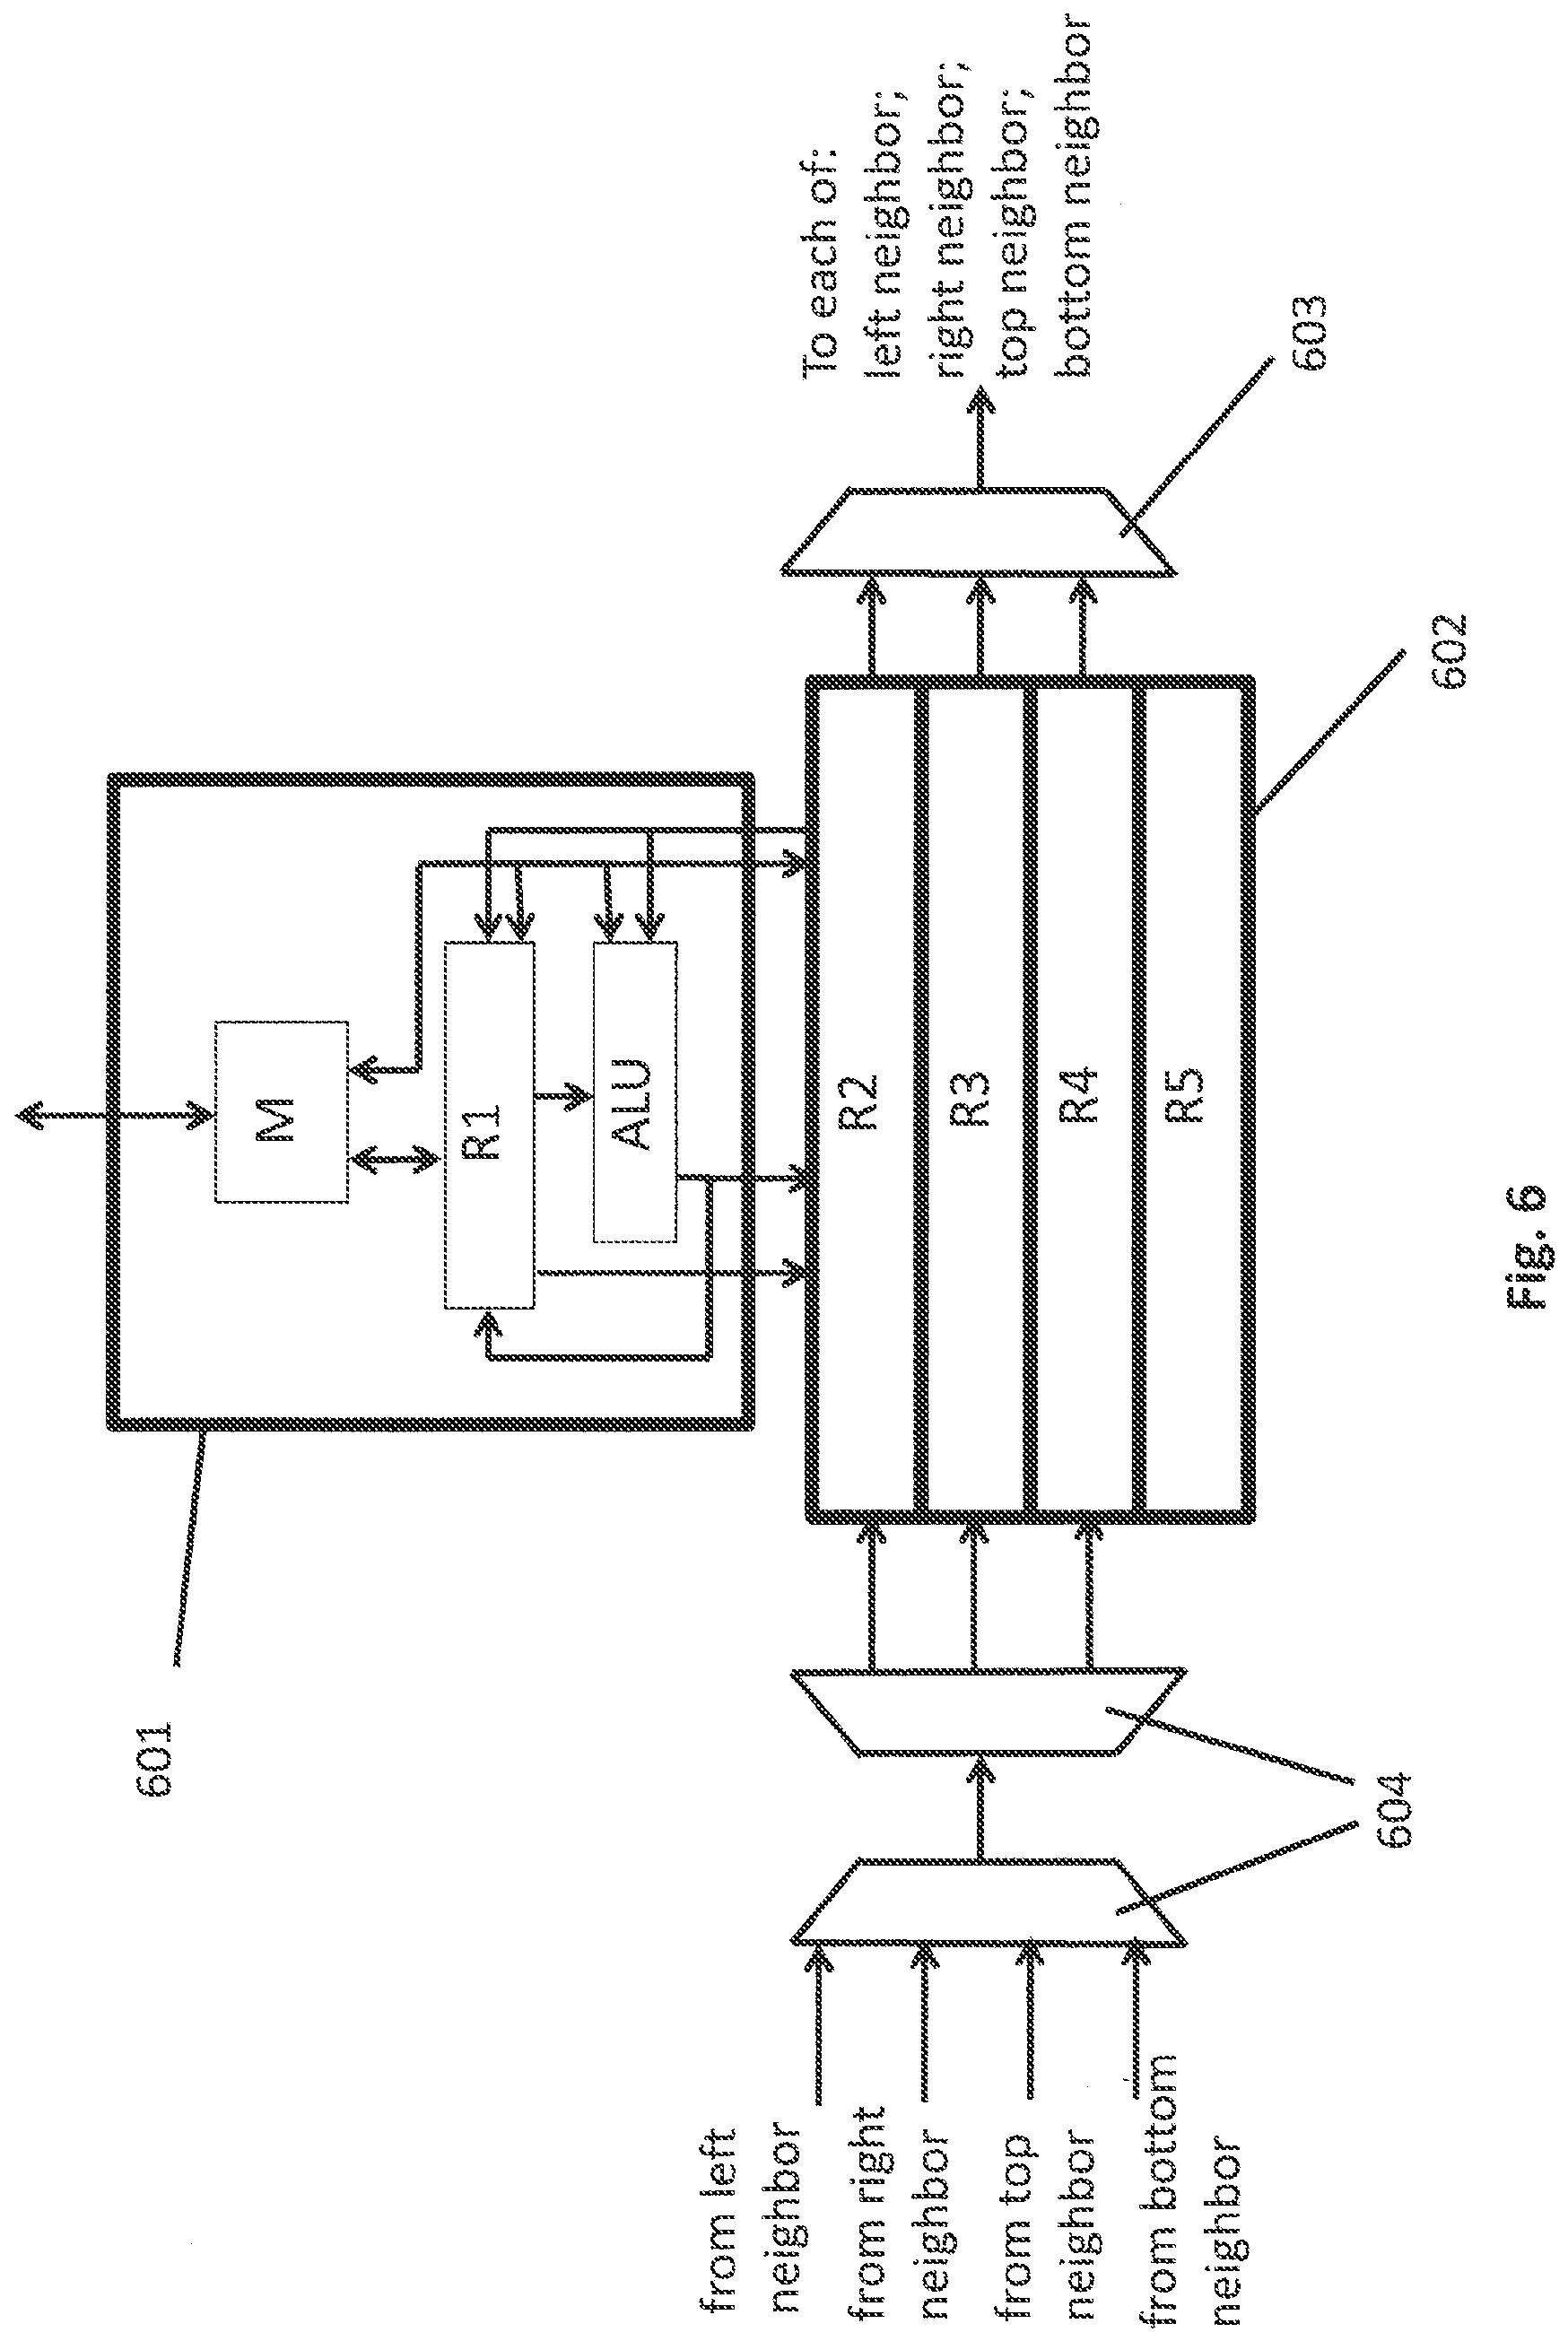 601
M
R1
ALU
from left
neighbor
from right
neighbor
from top
neighbor
from bottom
neighbor
604
R2
R3
R4
R5
602
603
To each of:
left neighbor;
right neighbor;
top neighbor;
bottom neighbor
Fig. 6